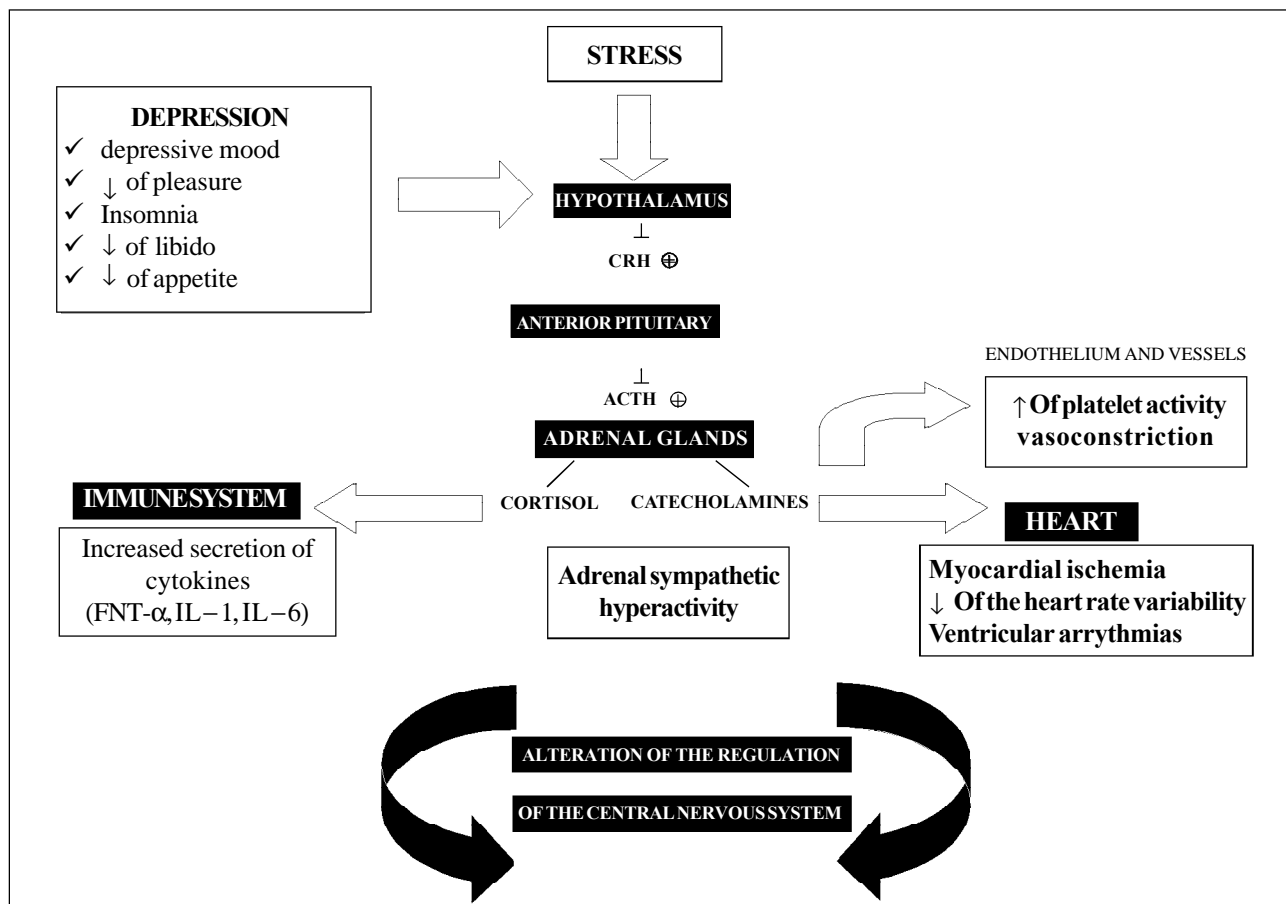 STRESS
DEPRESSION
✓ depressive mood
✓ ↓ of pleasure
✓ Insomnia
✓ ↓ of libido
✓ ↓ of appetite
HYPOTHALAMUS
CRH ⊕
ANTERIOR PITUITARY
ACTH ⊕
ADRENAL GLANDS
CORTISOL
CATECHOLAMINES
ENDOTHELIUM AND VESSELS
↑ Of platelet activity
vasoconstriction
IMMUNE SYSTEM
Increased secretion of
cytokines
(FNT-α, IL–1, IL–6)
Adrenal sympathetic
hyperactivity
HEART
Myocardial ischemia
↓ Of the heart rate variability
Ventricular arrythmias
ALTERATION OF THE REGULATION
OF THE CENTRAL NERVOUS SYSTEM